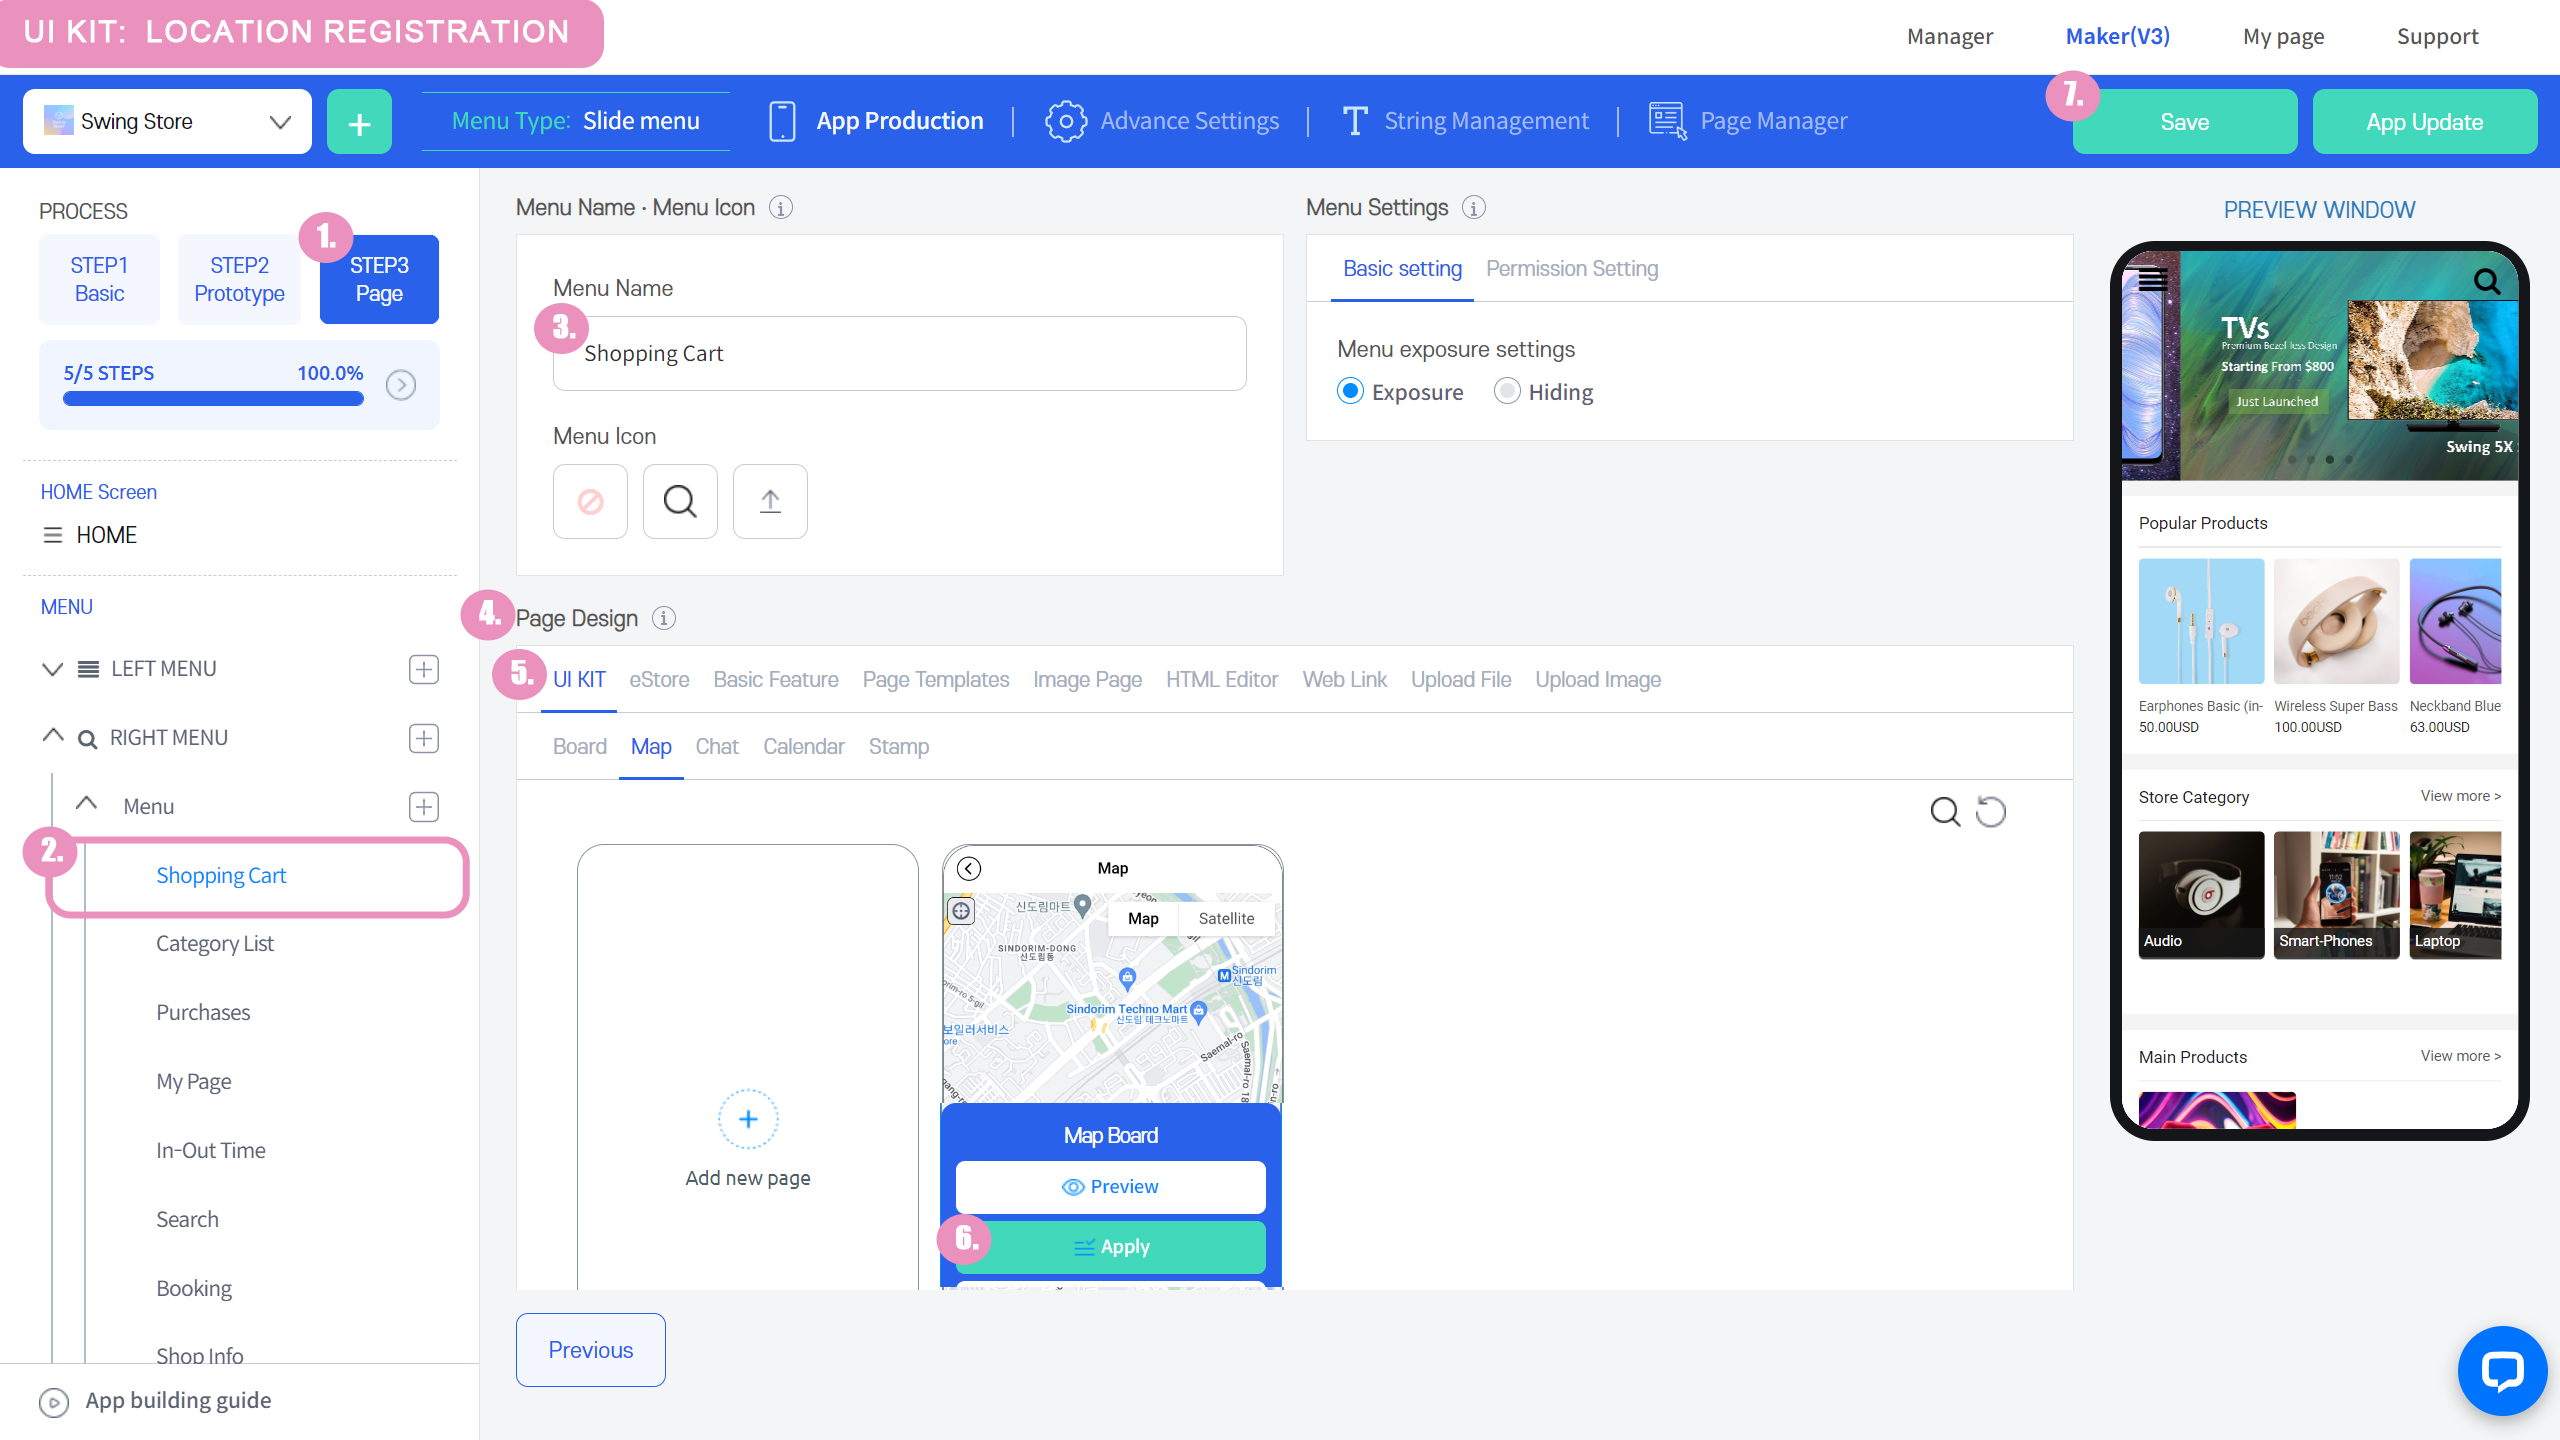 UI KIT:  LOCATION REGISTRATION
Manager
Maker(V3)
My page
Support
Swing Store
+
Menu Type: Slide menu
App Production
Advance Settings
String Management
Page Manager
7.
Save
App Update
PROCESS
1.
STEP1
Basic
STEP2
Prototype
STEP3
Page
5/5 STEPS
100.0%
HOME Screen
HOME
MENU
LEFT MENU
RIGHT MENU
Menu
2.
Shopping Cart
Category List
Purchases
My Page
In-Out Time
Search
Booking
Shop Info
App building guide
Menu Name · Menu Icon
Menu Name
3.
Shopping Cart
Menu Icon
Menu Settings
Basic setting
Permission Setting
Menu exposure settings
Exposure
Hiding
4.
Page Design
5.
UI KIT
eStore
Basic Feature
Page Templates
Image Page
HTML Editor
Web Link
Upload File
Upload Image
Board
Map
Chat
Calendar
Stamp
Add new page
Map
신도림마트
Map
Satellite
SINDORIM-DONG
신도림동
Sindorim
신도림
Sindorim Techno Mart
신도림 테크노마트
보일러서비스
Saemal-ro
Saemal-ro 18
Map Board
Preview
6.
Apply
Previous
PREVIEW WINDOW
TVs
Premium Bezel less Design
Starting From $800
Just Launched
Swing 5X
Popular Products
Earphones Basic (in-
50.00USD
Wireless Super Bass
100.00USD
Neckband Blue
63.00USD
Store Category
View more >
Audio
Smart-Phones
Laptop
Main Products
View more >